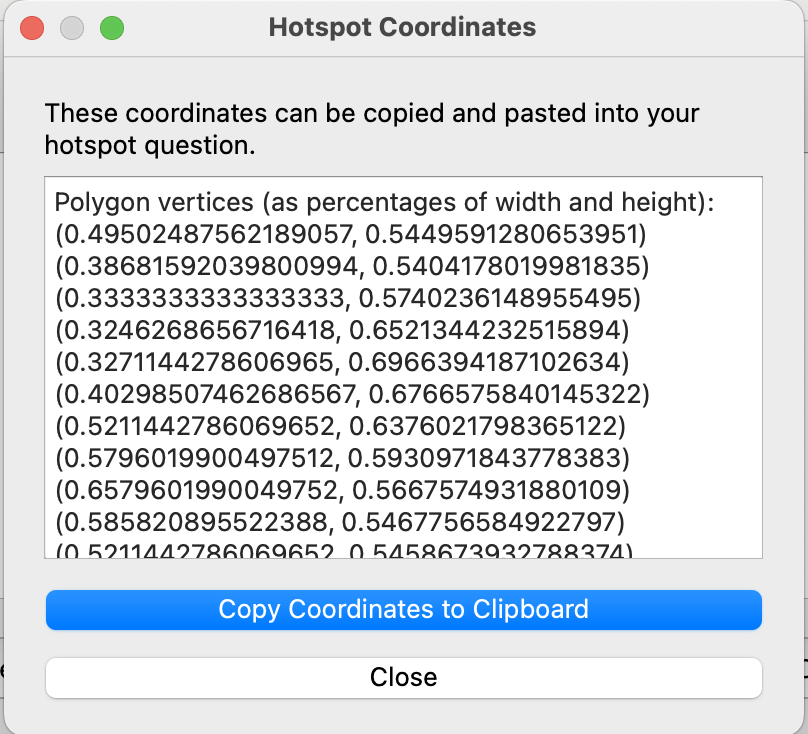 Hotspot Coordinates
These coordinates can be copied and pasted into your
hotspot question.
Polygon vertices (as percentages of width and height):
(0.49502487562189057, 0.5449591280653951)
(0.38681592039800994, 0.5404178019981835)
(0.3333333333333333, 0.5740236148955495)
(0.3246268656716418, 0.6521344232515894)
(0.3271144278606965, 0.6966394187102634)
(0.40298507462686567, 0.6766575840145322)
(0.5211442786069652, 0.6376021798365122)
(0.5796019900497512, 0.5930971843778383)
(0.6579601990049752, 0.5667574931880109)
(0.585820895522388, 0.5467756584922797)
(0.5211442786069652, 0.5458673932788374)
Copy Coordinates to Clipboard
Close